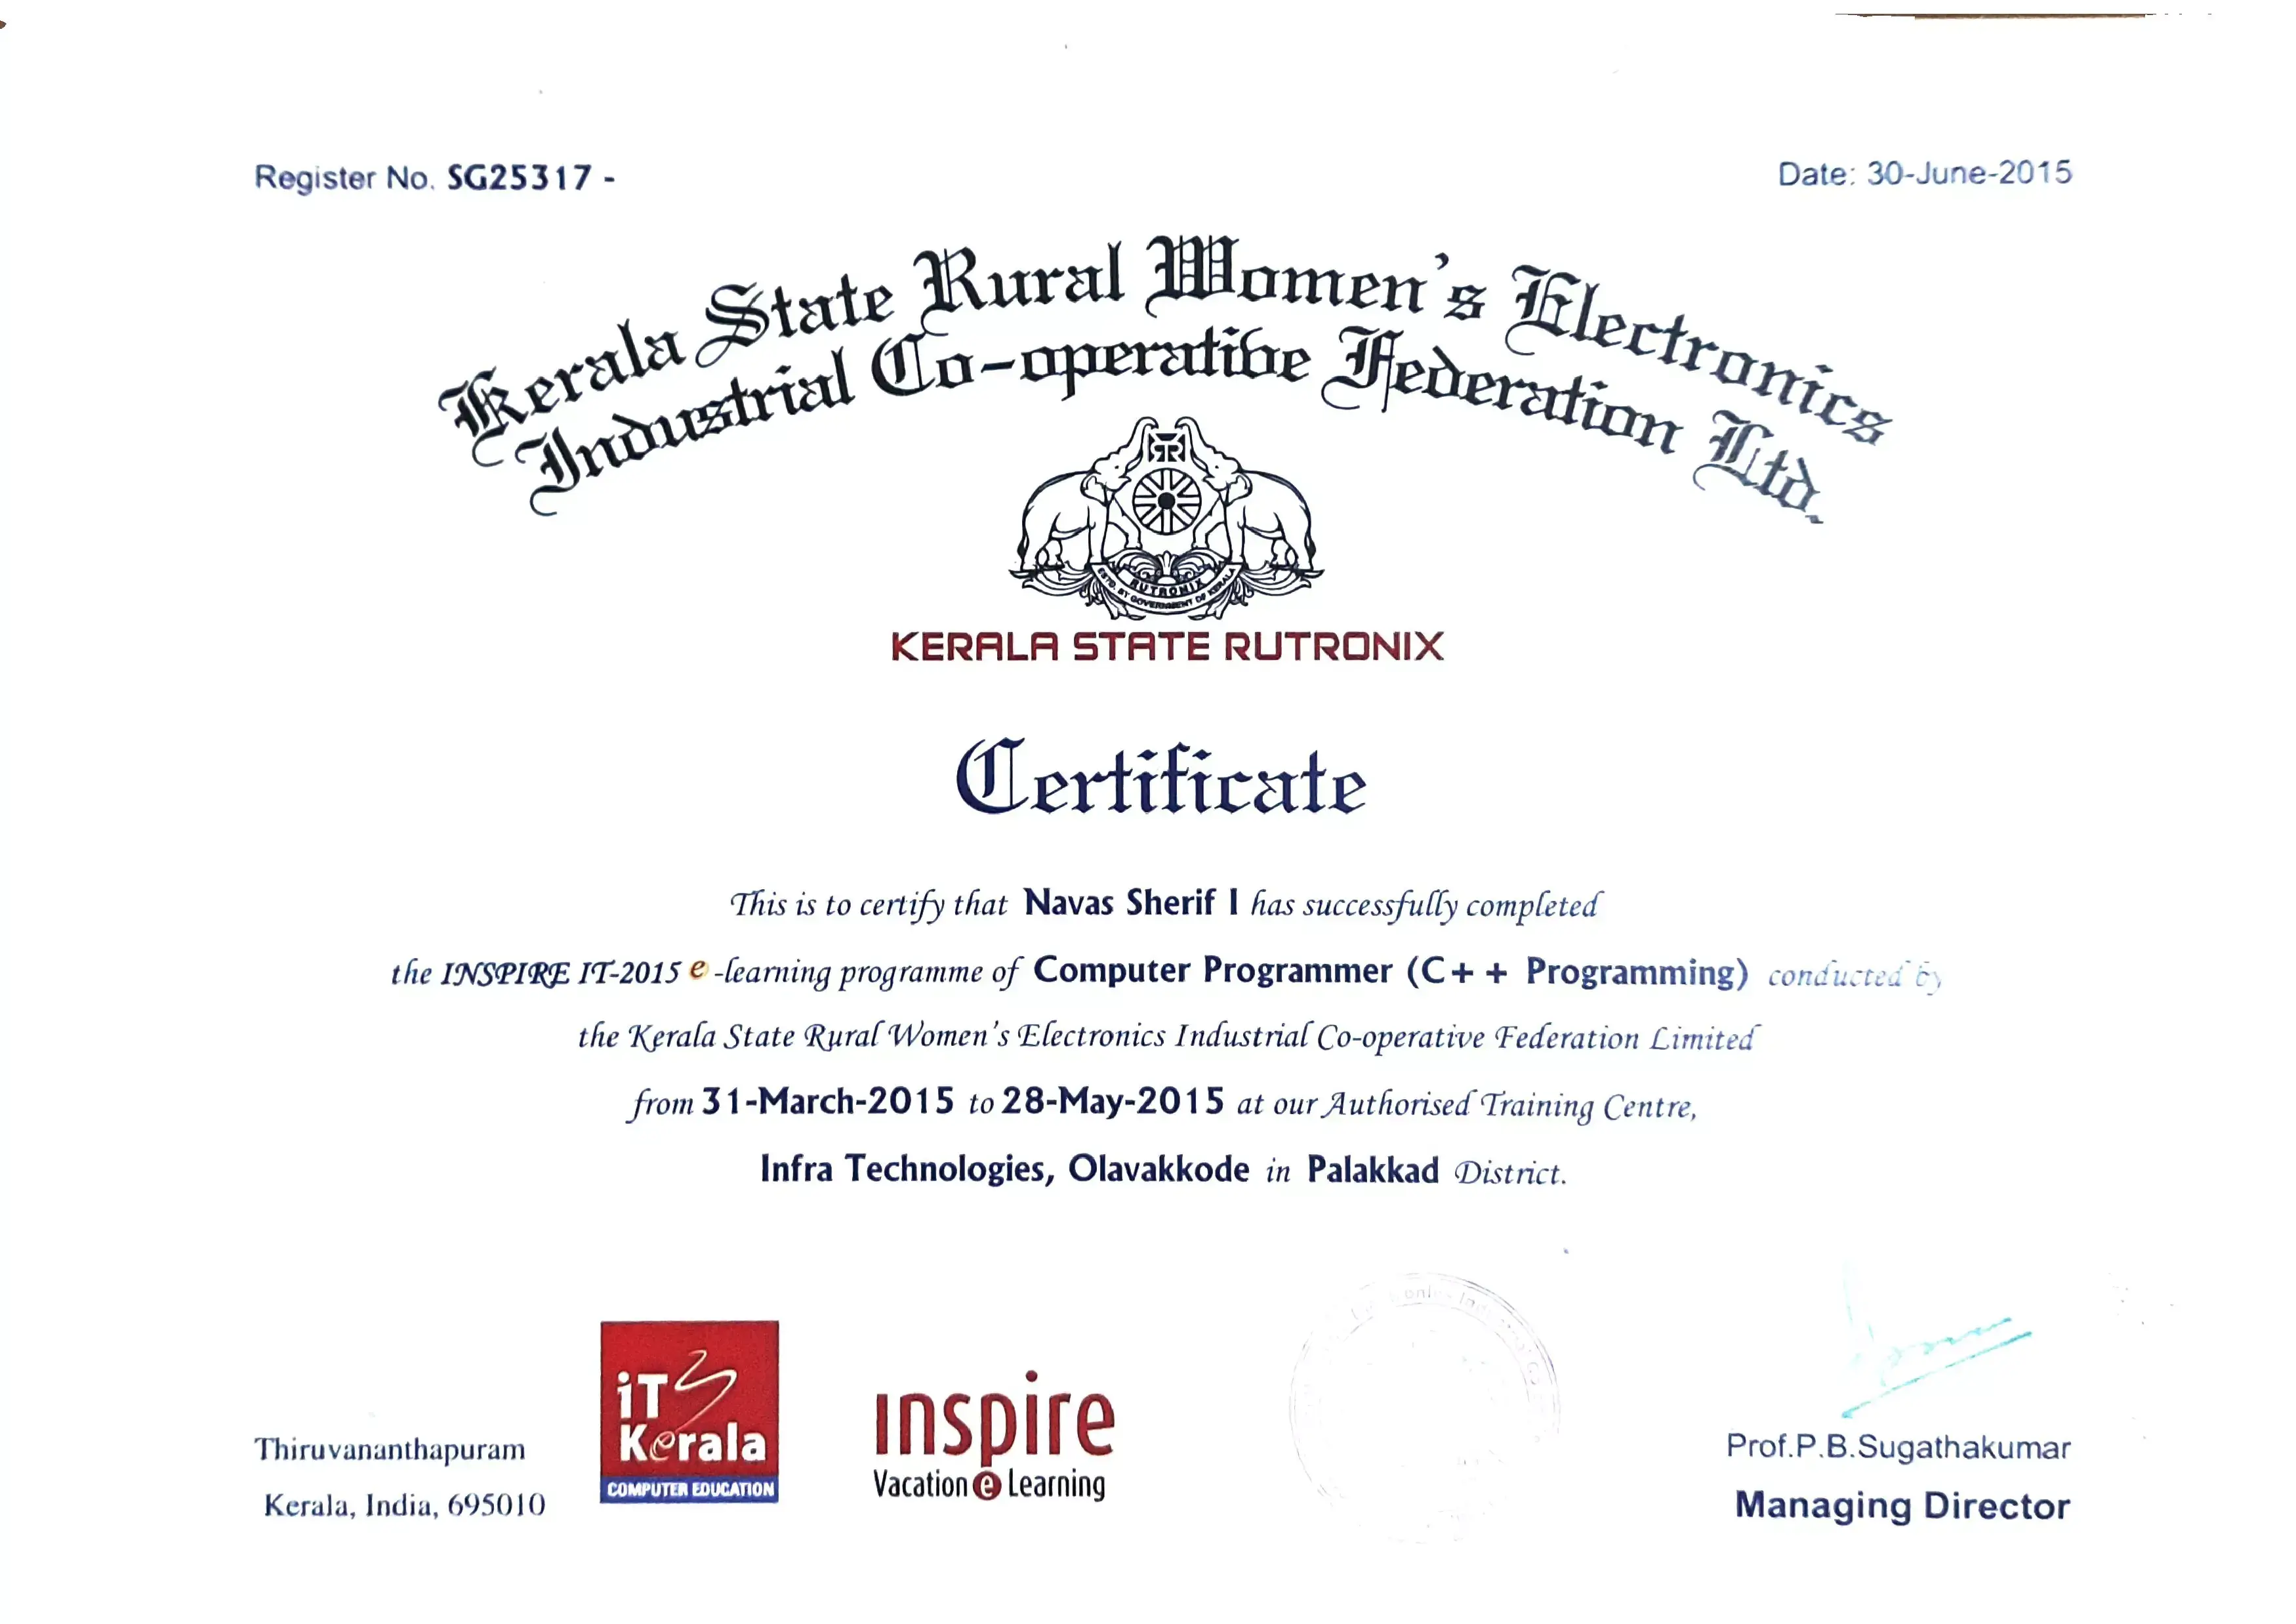 Register No. SG25317 -
Date: 30-June-2015
Kerala State Rural Women's Electronics
Industrial Co-operative Federation Ltd.
RUTRONIX
ESTD. BY GOVERNMENT OF KERALA
KERALA STATE RUTRONIX
Certificate
This is to certify that Navas Sherif I has successfully completed
the INSPIRE IT-2015 e -learning programme of Computer Programmer (C+ + Programming) conducted by
the Kerala State Rural Women's Electronics Industrial Co-operative Federation Limited
from 31-March-2015 to 28-May-2015 at our Authorised Training Centre,
Infra Technologies, Olavakkode in Palakkad District.
Thiruvananthapuram
Kerala, India, 695010
iT
Kerala
COMPUTER EDUCATION
inspire
Vacation e Learning
Prof.P.B.Sugathakumar
Managing Director